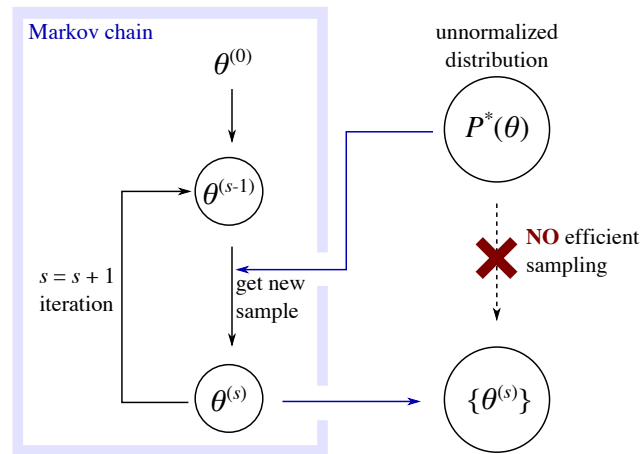 Markov chain
θ⁽⁰⁾
θ⁽ˢ⁻¹⁾
s = s + 1
iteration
get new
sample
θ⁽ˢ⁾
unnormalized
distribution
P*(θ)
NO efficient
sampling
{θ⁽ˢ⁾}